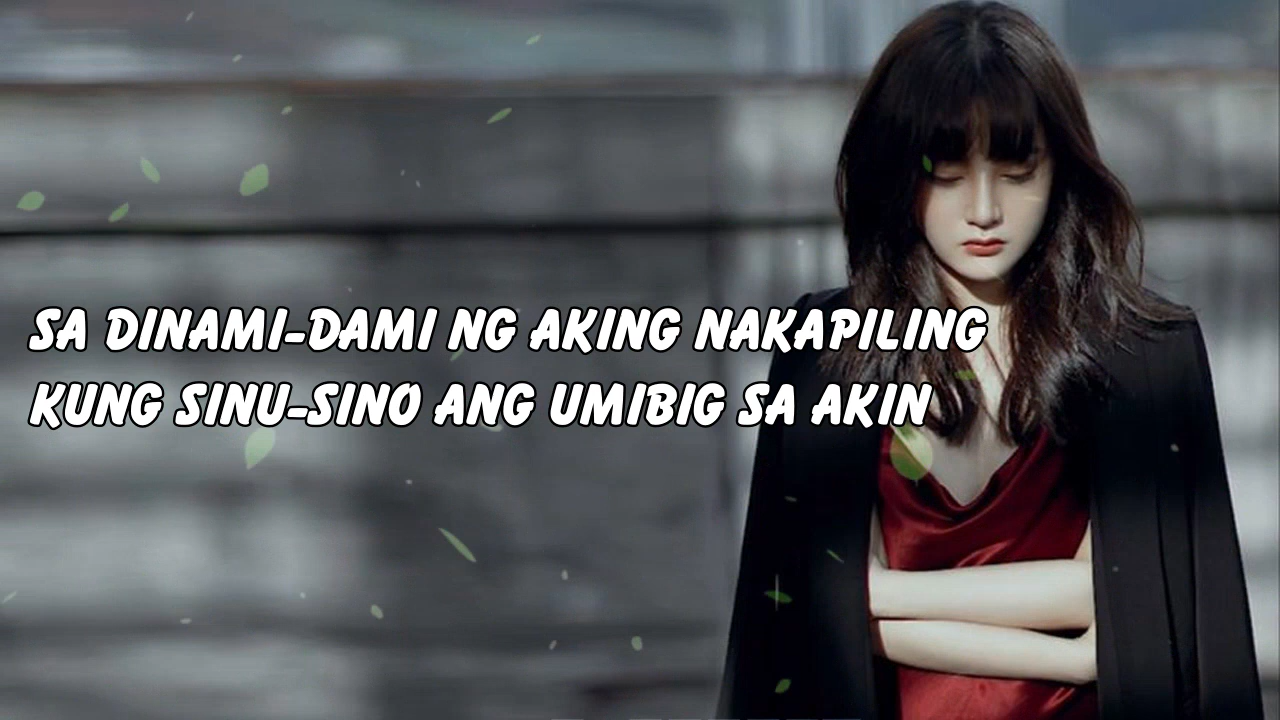 SA DINAMI-DAMI NG AKING NAKAPILING
KUNG SINU-SINO ANG UMIBIG SA AKIN